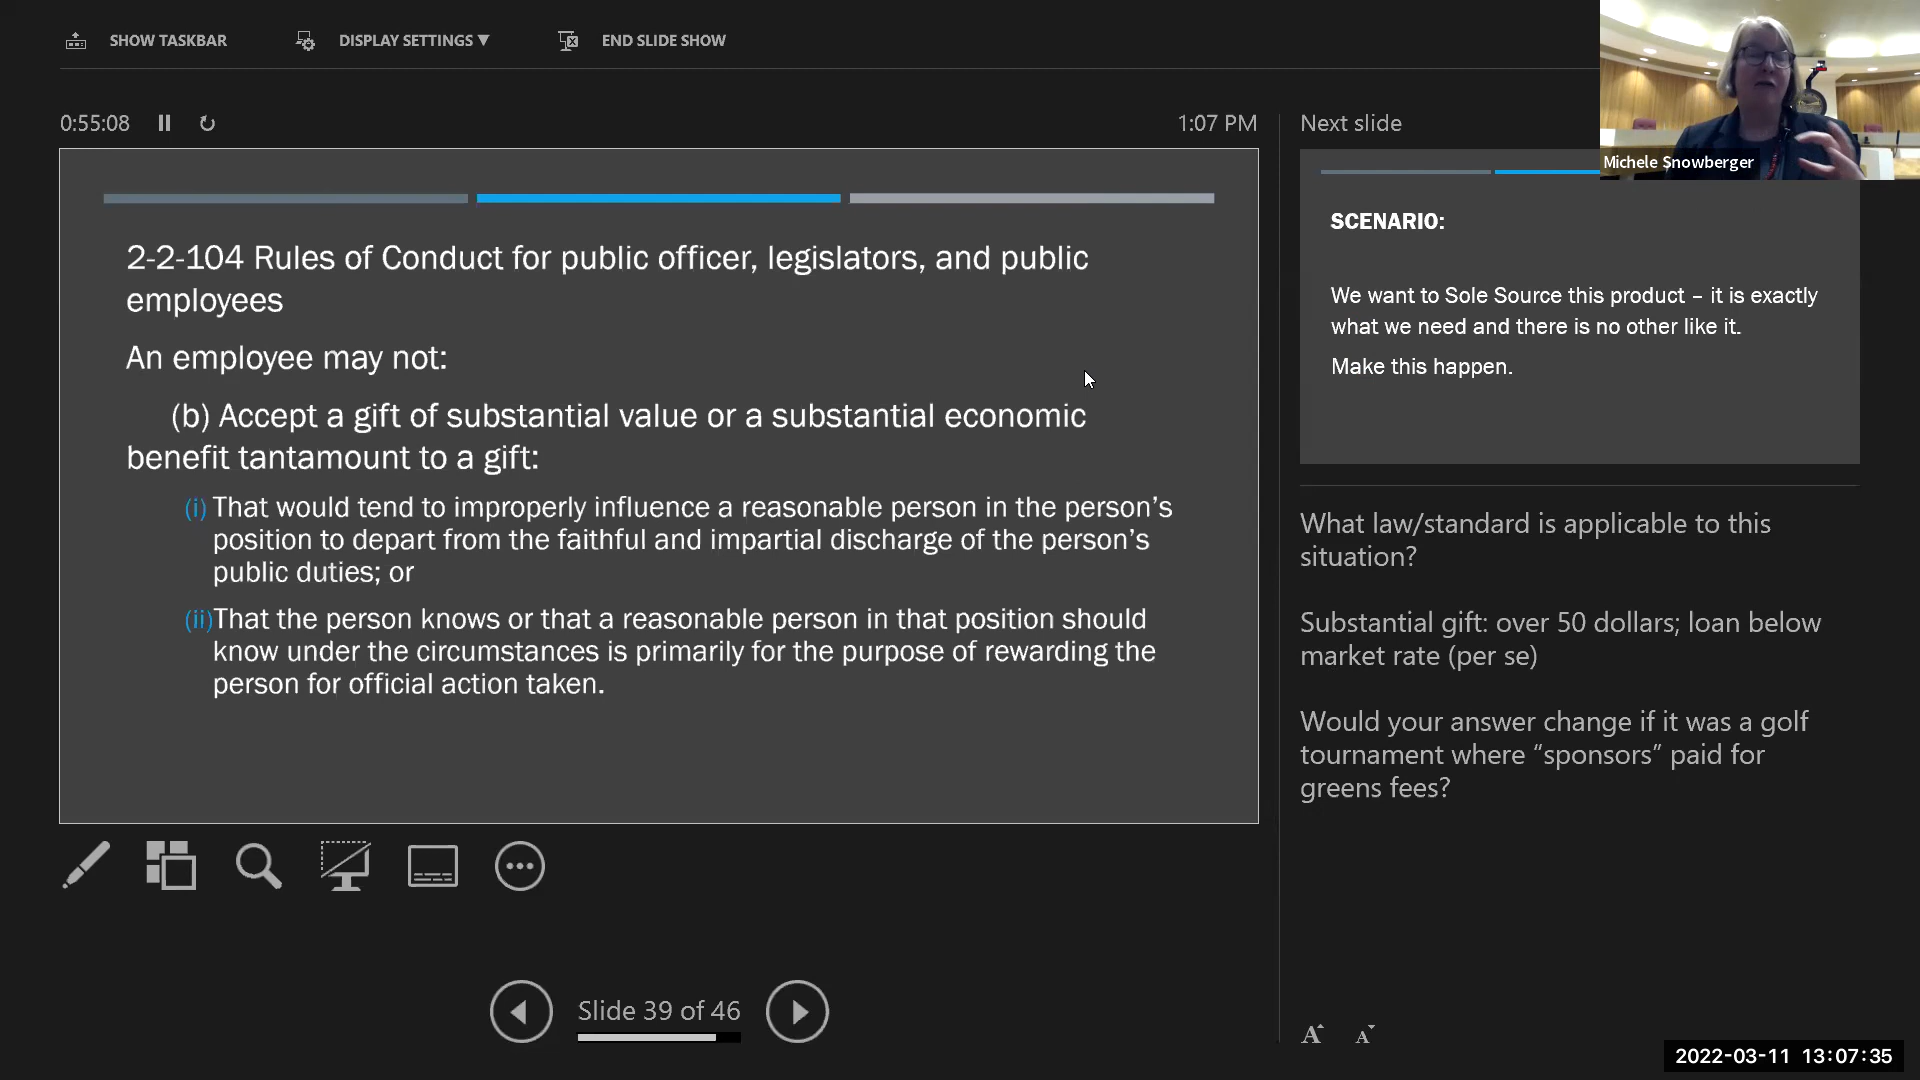 SHOW TASKBAR
DISPLAY SETTINGS ▼
END SLIDE SHOW
0:55:08
1:07 PM
2-2-104 Rules of Conduct for public officer, legislators, and public
employees
An employee may not:
(b) Accept a gift of substantial value or a substantial economic
benefit tantamount to a gift:
(i) That would tend to improperly influence a reasonable person in the person's
position to depart from the faithful and impartial discharge of the person's
public duties; or
(ii)That the person knows or that a reasonable person in that position should
know under the circumstances is primarily for the purpose of rewarding the
person for official action taken.
Slide 39 of 46
Next slide
Michele Snowberger
SCENARIO:
We want to Sole Source this product – it is exactly
what we need and there is no other like it.
Make this happen.
What law/standard is applicable to this
situation?
Substantial gift: over 50 dollars; loan below
market rate (per se)
Would your answer change if it was a golf
tournament where “sponsors” paid for
greens fees?
A A
2022-03-11 13:07:35